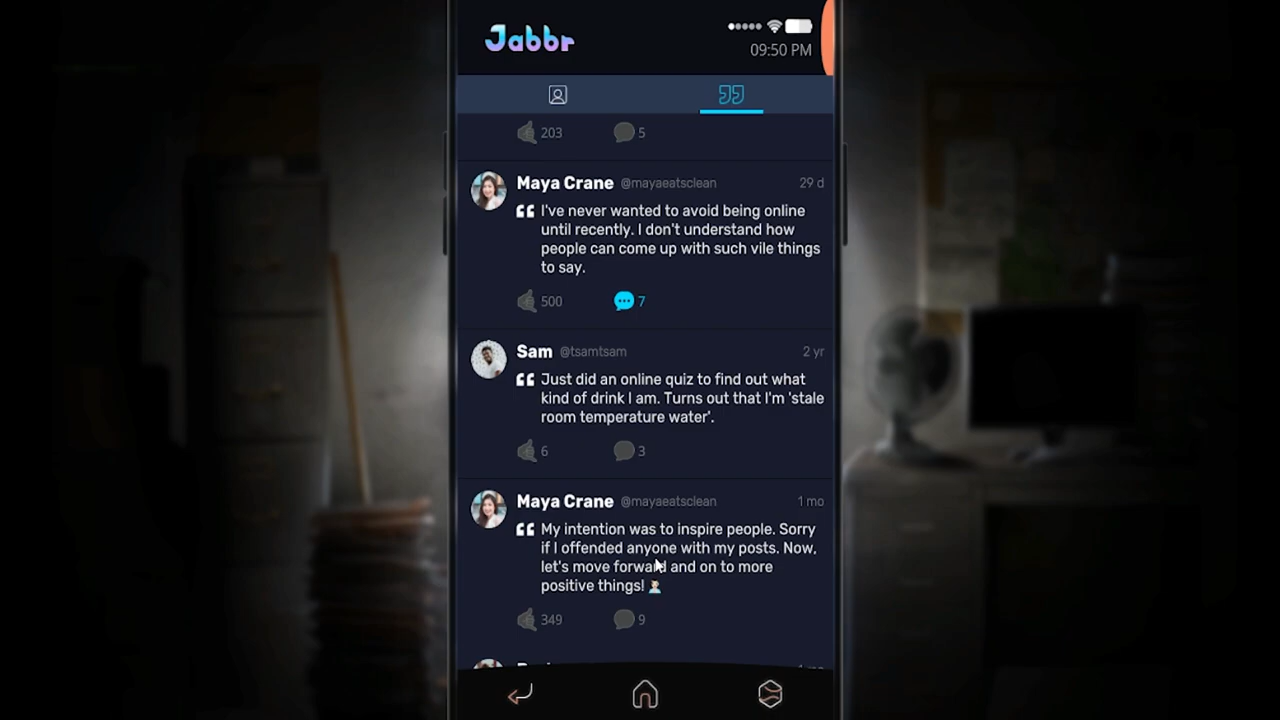 Jabbr
09:50 PM
203 5
Maya Crane @mayaeatsclean 29 d
I've never wanted to avoid being online
until recently. I don't understand how
people can come up with such vile things
to say.
500 7
Sam @tsamtsam 2 yr
Just did an online quiz to find out what
kind of drink I am. Turns out that I'm 'stale
room temperature water'.
6 3
Maya Crane @mayaeatsclean 1 mo
My intention was to inspire people. Sorry
if I offended anyone with my posts. Now,
let's move forward and on to more
positive things!
349 9